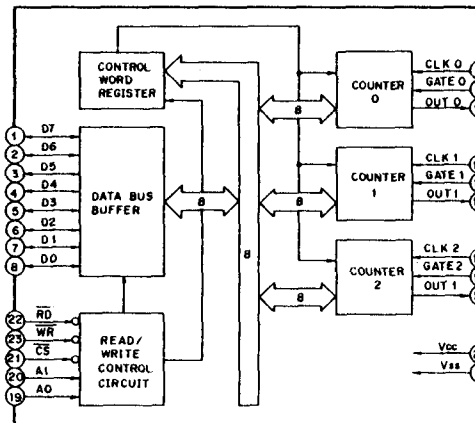 CONTROL
WORD
REGISTER
COUNTER
0
CLK 0
GATE 0
OUT 0
8
1 D7
2 D6
3 D5
4 D4
5 D3
6 D2
7 D1
8 D0
DATA BUS
BUFFER
8
8
8
COUNTER
1
CLK 1
GATE 1
OUT 1
COUNTER
2
CLK 2
GATE 2
OUT 1
8
22 RD
23 WR
21 CS
20 A1
19 A0
READ/
WRITE
CONTROL
CIRCUIT
Vcc
Vss